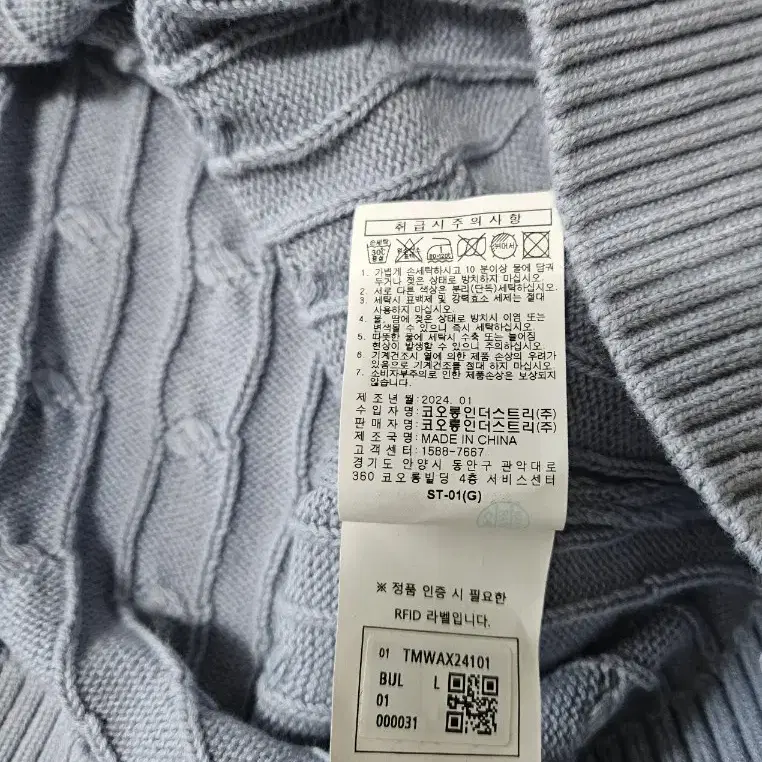 취급시주의사항
손세탁
30℃
중성
드라이
1. 가볍게 손세탁하시고 10 분이상 물에 담궈
두거나 젖은 상태로 방치하지 마십시오.
2. 서로 다른 색상은 분리(단독)세탁하십시오.
3. 세탁시 표백제 및 강력효소 세제는 절대
사용하지 마십시오.
4. 물, 땀에 젖은 상태로 방치시 이염 또는
변색될 수 있으니 즉시 세탁하십시오.
5. 따뜻한 물에 세탁시 수축 또는 늘어짐
현상이 발생할 수 있으니 주의하십시오.
6. 기계건조시 열에 의한 제품 손상의 우려가
있으므로 기계건조를 절대 하지 마십시오.
7. 소비자부주의로 인한 제품손상은 보상되지
않습니다.
제조년월:2024. 01
수입자명:코오롱인더스트리(주)
판매자명:코오롱인더스트리(주)
제조국명:MADE IN CHINA
고객센터:1588-7667
경기도 안양시 동안구 관악대로
360 코오롱빌딩 4층 서비스센터
ST-01(G)
※ 정품 인증 시 필요한
RFID 라벨입니다.
01 TMWAX24101
BUL L
01
000031